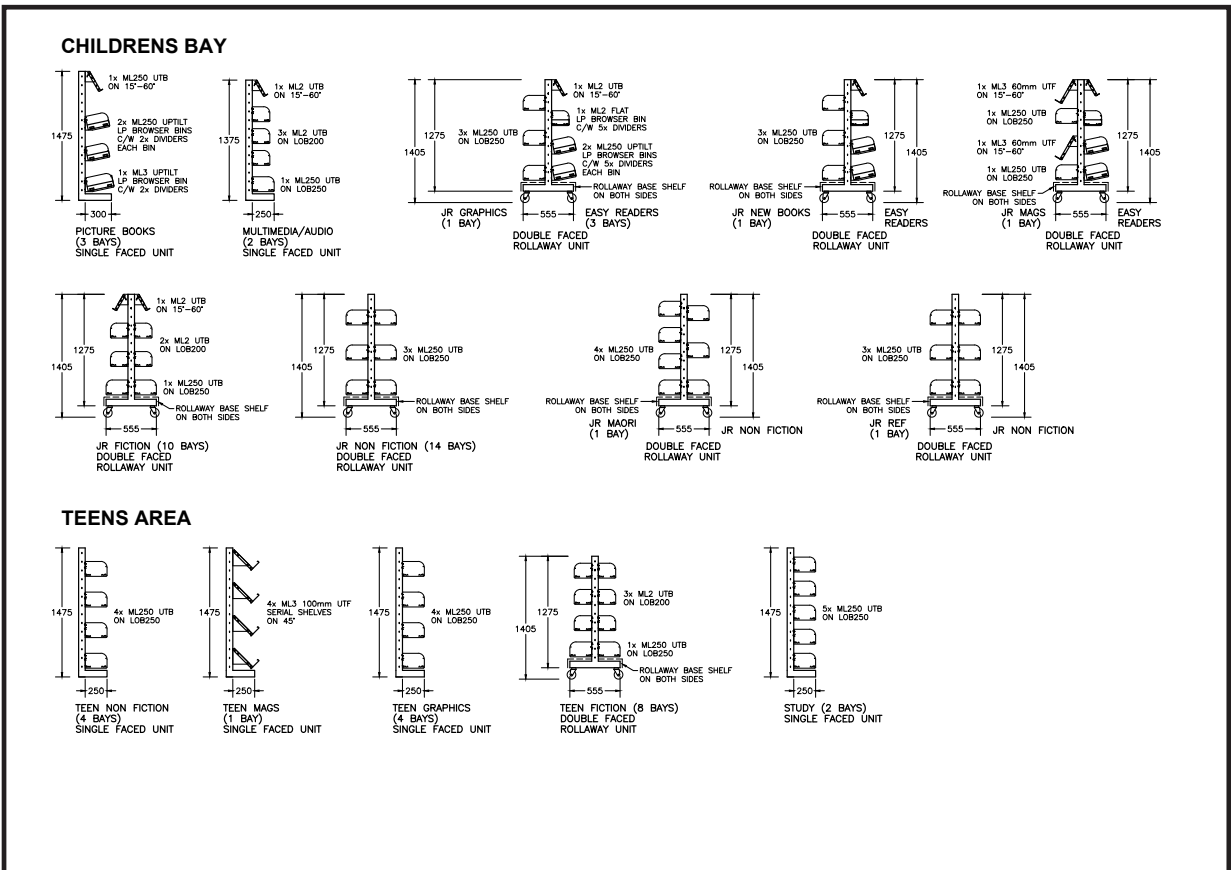 CHILDRENS BAY
1475
1x ML250 UTB
ON 15°-60°
2x ML250 UPTILT
LP BROWSER BINS
C/W 2x DIVIDERS
EACH BIN
1x ML3 UPTILT
LP BROWSER BIN
C/W 2x DIVIDERS
300
PICTURE BOOKS
(3 BAYS)
SINGLE FACED UNIT
1375
1x ML2 UTB
ON 15°-60°
3x ML2 UTB
ON LOB200
1x ML250 UTB
ON LOB250
250
MULTIMEDIA/AUDIO
(2 BAYS)
SINGLE FACED UNIT
1405
1275
3x ML250 UTB
ON LOB250
1x ML2 UTB
ON 15°-60°
1x ML2 FLAT
LP BROWSER BIN
C/W 5x DIVIDERS
2x ML250 UPTILT
LP BROWSER BINS
C/W 5x DIVIDERS
EACH BIN
ROLLAWAY BASE SHELF
ON BOTH SIDES
555
JR GRAPHICS
(1 BAY)
EASY READERS
(3 BAYS)
DOUBLE FACED
ROLLAWAY UNIT
3x ML250 UTB
ON LOB250
1275
1405
ROLLAWAY BASE SHELF
ON BOTH SIDES
555
JR NEW BOOKS
(1 BAY)
EASY
READERS
DOUBLE FACED
ROLLAWAY UNIT
1x ML3 60mm UTF
ON 15°-60°
1x ML250 UTB
ON LOB250
1x ML3 60mm UTF
ON 15°-60°
1x ML250 UTB
ON LOB250
1275
1405
ROLLAWAY BASE SHELF
ON BOTH SIDES
555
JR MAGS
(1 BAY)
EASY
READERS
DOUBLE FACED
ROLLAWAY UNIT
1405
1275
1x ML2 UTB
ON 15°-60°
2x ML2 UTB
ON LOB200
1x ML250 UTB
ON LOB250
ROLLAWAY BASE SHELF
ON BOTH SIDES
555
JR FICTION (10 BAYS)
DOUBLE FACED
ROLLAWAY UNIT
1405
1275
3x ML250 UTB
ON LOB250
ROLLAWAY BASE SHELF
ON BOTH SIDES
555
JR NON FICTION (14 BAYS)
DOUBLE FACED
ROLLAWAY UNIT
4x ML250 UTB
ON LOB250
1275
1405
ROLLAWAY BASE SHELF
ON BOTH SIDES
555
JR MAORI
(1 BAY)
JR NON FICTION
DOUBLE FACED
ROLLAWAY UNIT
3x ML250 UTB
ON LOB250
1275
1405
ROLLAWAY BASE SHELF
ON BOTH SIDES
555
JR REF
(1 BAY)
JR NON FICTION
DOUBLE FACED
ROLLAWAY UNIT
TEENS AREA
1475
4x ML250 UTB
ON LOB250
250
TEEN NON FICTION
(4 BAYS)
SINGLE FACED UNIT
1475
4x ML3 100mm UTF
SERIAL SHELVES
ON 45°
250
TEEN MAGS
(1 BAY)
SINGLE FACED UNIT
1475
4x ML250 UTB
ON LOB250
250
TEEN GRAPHICS
(4 BAYS)
SINGLE FACED UNIT
1405
1275
3x ML2 UTB
ON LOB200
1x ML250 UTB
ON LOB250
ROLLAWAY BASE SHELF
ON BOTH SIDES
555
TEEN FICTION (8 BAYS)
DOUBLE FACED
ROLLAWAY UNIT
1475
5x ML250 UTB
ON LOB250
250
STUDY (2 BAYS)
SINGLE FACED UNIT